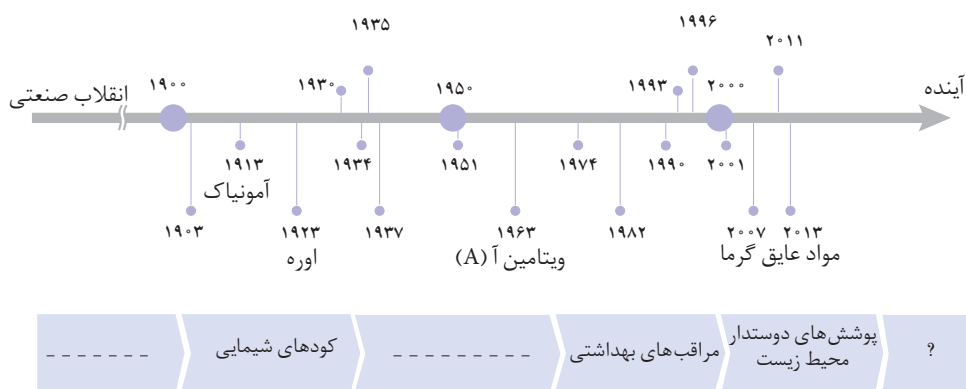 ۱۹۳۵
۱۹۹۶
۲۰۱۱
۱۹۰۰
۱۹۳۰
۱۹۵۰
۱۹۹۳
۲۰۰۰
انقلاب صنعتی
آینده
۱۹۱۳
۱۹۳۴
۱۹۵۱
۱۹۷۴
۱۹۹۰
۲۰۰۱
آمونیاک
۱۹۰۳
۱۹۲۳
۱۹۳۷
۱۹۶۳
۱۹۸۲
۲۰۰۷
۲۰۱۳
اوره
ویتامین آ (A)
مواد عایق گرما
_ _ _ _ _ _ _
کودهای شیمایی
_ _ _ _ _ _ _ _ _
مراقب‌های بهداشتی
پوشش‌های دوستدار
محیط زیست
?